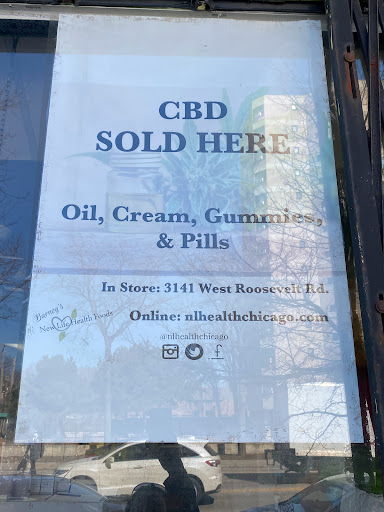 CBD
SOLD HERE
Oil, Cream, Gummies,
& Pills
In Store: 3141 West Roosevelt Rd.
Barney's
New Life Health Foods
Online: nlhealthchicago.com
@nlhealthchicago